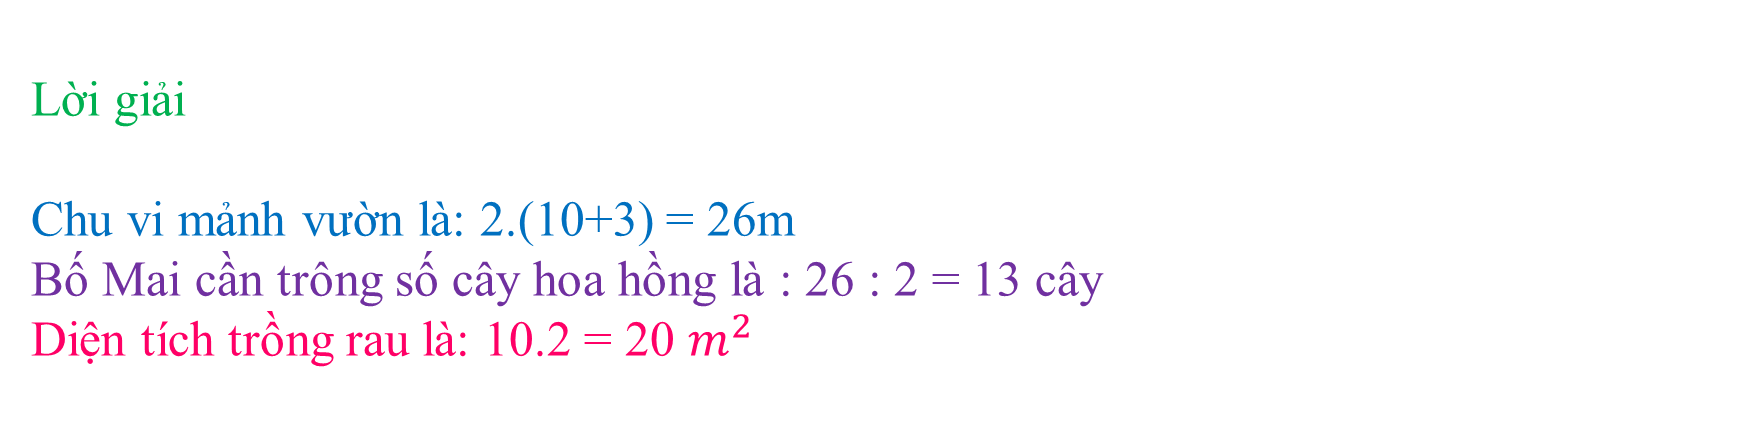 Lời giải
Chu vi mảnh vườn là: 2.(10+3) = 26m
Bố Mai cần trông số cây hoa hồng là : 26 : 2 = 13 cây
Diện tích trồng rau là: 10.2 = 20 m²